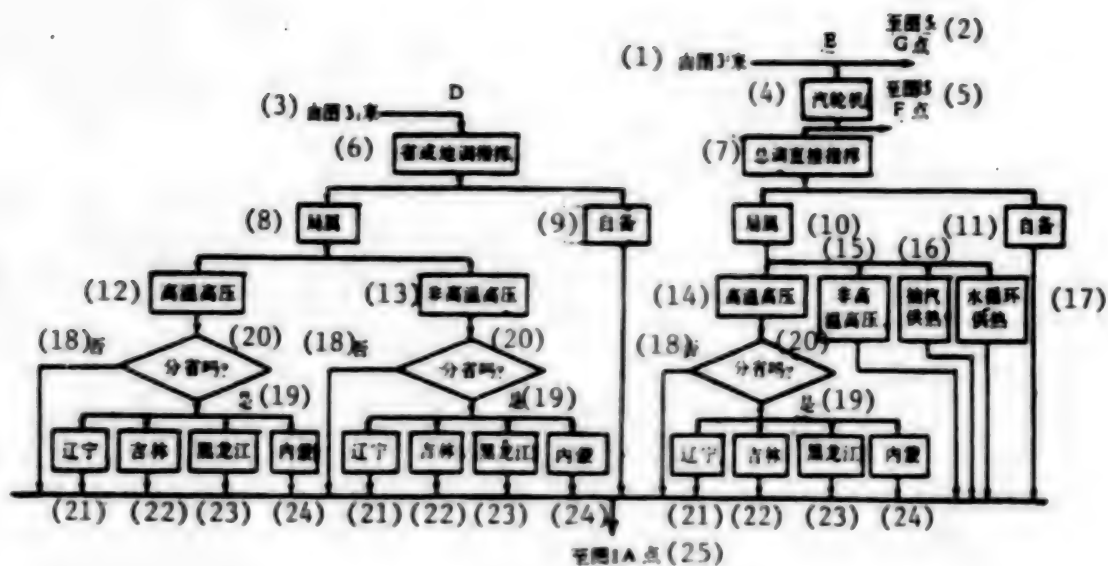 E
至图5 (2)
G点
(1) 由图3来
D
(4) 汽轮机
至图5 (5)
F点
(3) 由图3来
(6) 省或地调指挥
(7) 总调直接指挥
(8) 局属
(9) 自备
局属 (10)
(11) 自备
(15) (16)
(12) 高温高压
(13) 非高温高压
(14) 高温高压
非高温高压
抽汽供热
水循环供热
(17)
(18) 否
(20)
分省吗?
是 (19)
(18) 否
(20)
分省吗?
是 (19)
(18) 否
(20)
分省吗?
是 (19)
辽宁 吉林 黑龙江 内蒙
辽宁 吉林 黑龙江 内蒙
辽宁 吉林 黑龙江 内蒙
(21) (22) (23) (24)
(21) (22) (23) (24)
(21) (22) (23) (24)
至图1A点 (25)